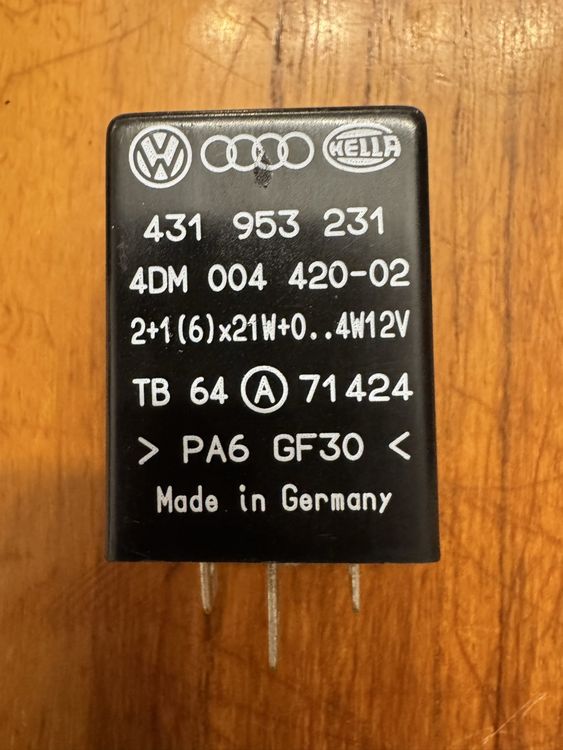 VW HELLA
431 953 231
4DM 004 420-02
2+1(6)x21W+0..4W12V
TB 64 A 71424
> PA6 GF30 <
Made in Germany